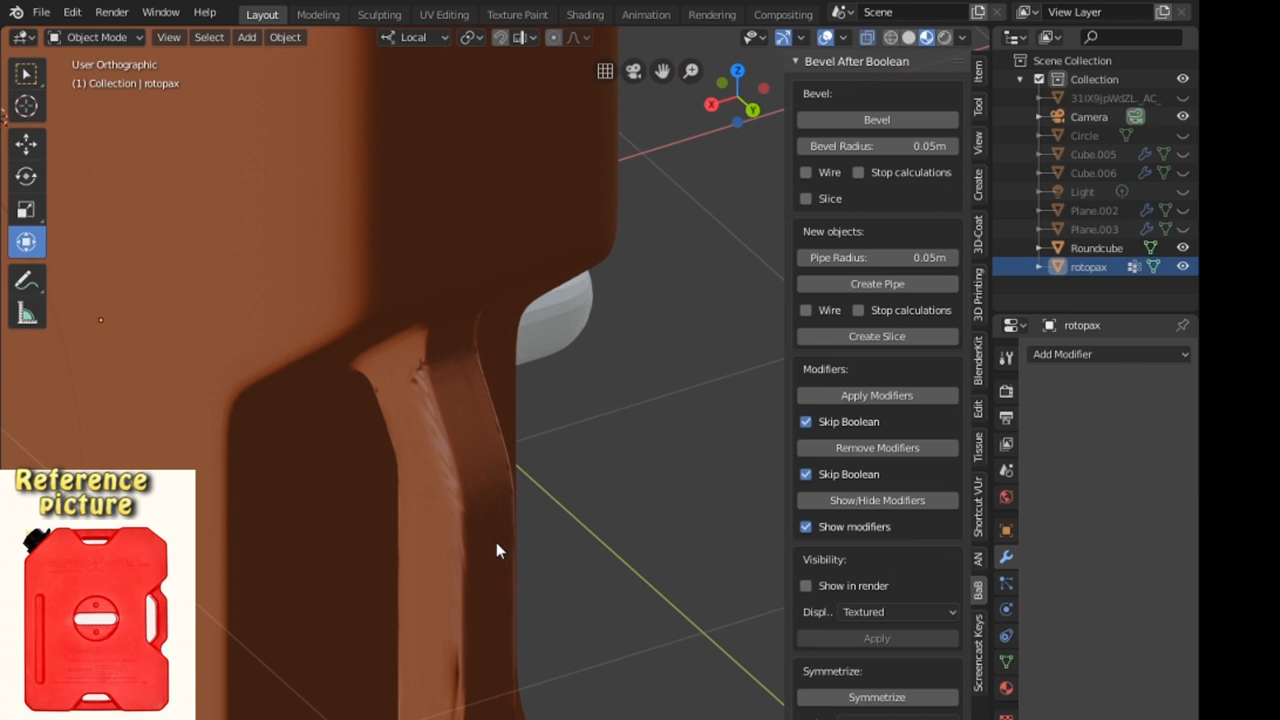 File Edit Render Window Help Layout Modeling Sculpting UV Editing Texture Paint Shading Animation Rendering Compositing Scene View Layer
Object Mode View Select Add Object Local
User Orthographic
(1) Collection | rotopax
X
Y
Z
Bevel After Boolean
Bevel:
Bevel
Bevel Radius: 0.05m
Wire Stop calculations
Slice
New objects:
Pipe Radius: 0.05m
Create Pipe
Wire Stop calculations
Create Slice
Modifiers:
Apply Modifiers
Skip Boolean
Remove Modifiers
Skip Boolean
Show/Hide Modifiers
Show modifiers
Visibility:
Show in render
Displ.. Textured
Apply
Symmetrize:
Symmetrize
Item
Tool
View
Create
3D-Coat
3D Printing
BlenderKit
Edit
Tissue
Shortcut VUr
AN
BaB
Screencast Keys
Scene Collection
Collection
31IX9jpWdZL_AC_
Camera
Circle
Cube.005
Cube.006
Light
Plane.002
Plane.003
Roundcube
rotopax
rotopax
Add Modifier
Reference
picture